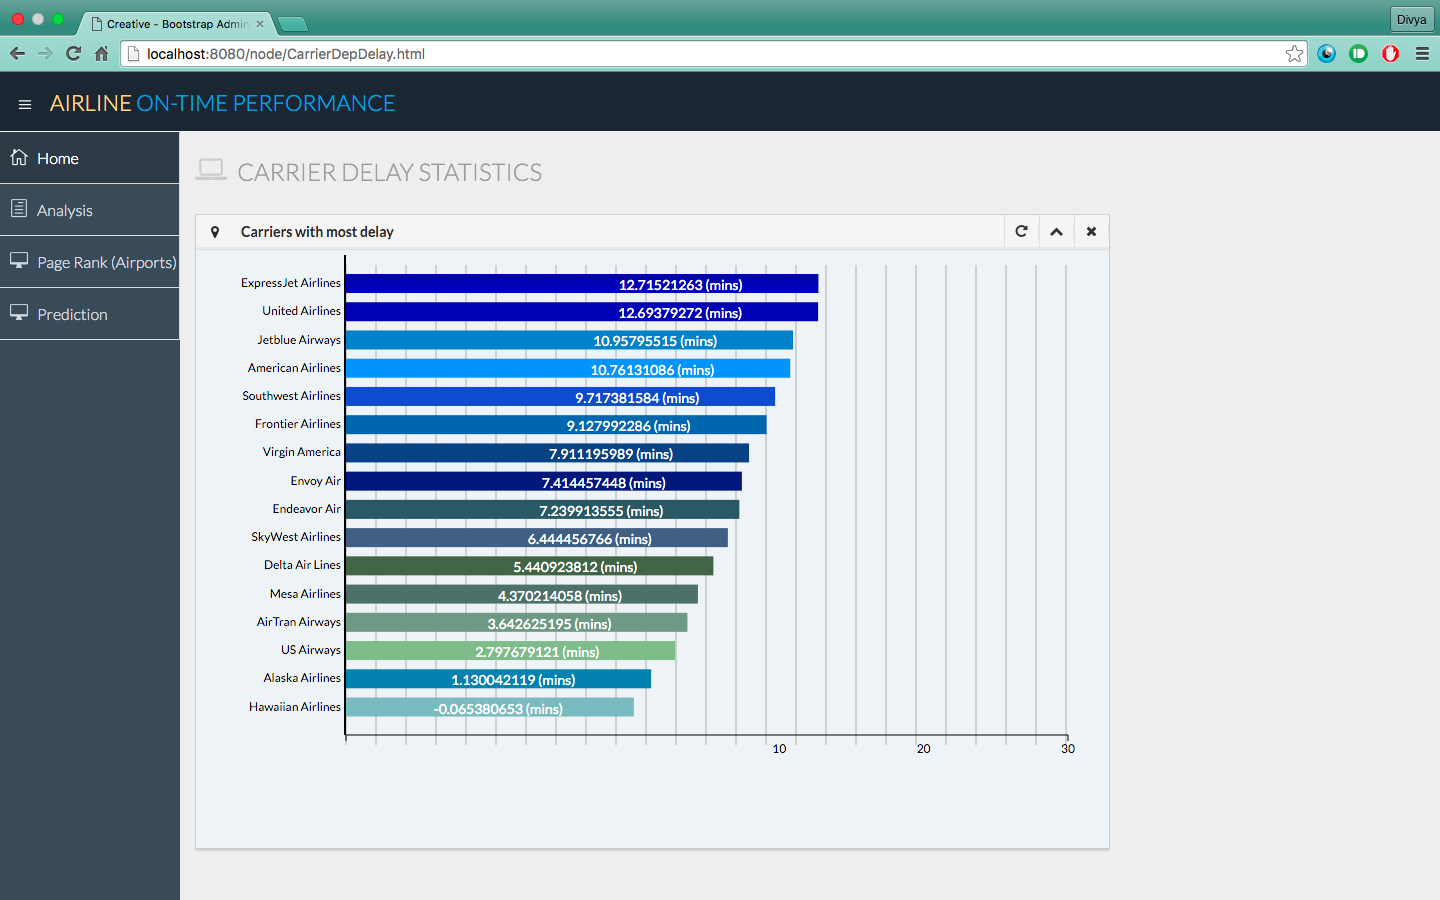 Creative - Bootstrap Admin
Divya
localhost:8080/node/CarrierDepDelay.html
AIRLINE ON-TIME PERFORMANCE
Home
Analysis
Page Rank (Airports)
Prediction
CARRIER DELAY STATISTICS
Carriers with most delay
ExpressJet Airlines 12.71521263 (mins)
United Airlines 12.69379272 (mins)
Jetblue Airways 10.95795515 (mins)
American Airlines 10.76131086 (mins)
Southwest Airlines 9.717381584 (mins)
Frontier Airlines 9.127992286 (mins)
Virgin America 7.911195989 (mins)
Envoy Air 7.414457448 (mins)
Endeavor Air 7.239913555 (mins)
SkyWest Airlines 6.444456766 (mins)
Delta Air Lines 5.440923812 (mins)
Mesa Airlines 4.370214058 (mins)
AirTran Airways 3.642625195 (mins)
US Airways 2.797679121 (mins)
Alaska Airlines 1.130042119 (mins)
Hawaiian Airlines -0.065380653 (mins)
10 20 30